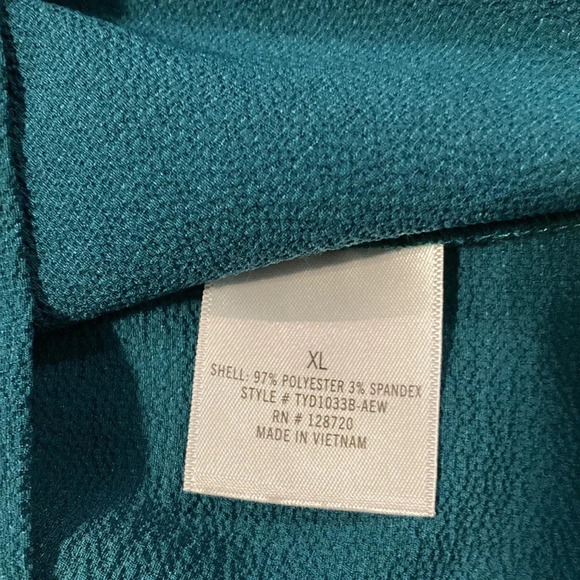 XL
SHELL: 97% POLYESTER 3% SPANDEX
STYLE # TYD1033B-AEW
RN # 128720
MADE IN VIETNAM